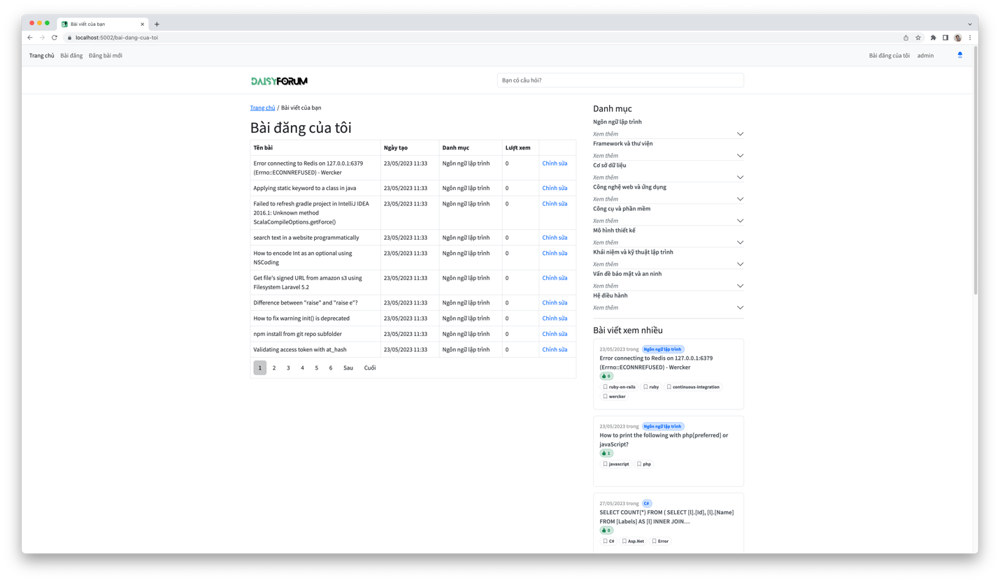 Bài viết của bạn
localhost:5002/bai-dang-cua-toi
Trang chủ Bài đăng Đăng bài mới
Bài đăng của tôi admin
DAISYFORUM
Bạn có câu hỏi?
Trang chủ / Bài viết của bạn
Bài đăng của tôi
Tên bài Ngày tạo Danh mục Lượt xem
Error connecting to Redis on 127.0.0.1:6379
(Errno::ECONNREFUSED) - Wercker
23/05/2023 11:33 Ngôn ngữ lập trình 0 Chỉnh sửa
Applying static keyword to a class in java 23/05/2023 11:33 Ngôn ngữ lập trình 0 Chỉnh sửa
Failed to refresh gradle project in IntelliJ IDEA
2016.1: Unknown method
ScalaCompileOptions.getForce()
23/05/2023 11:33 Ngôn ngữ lập trình 0 Chỉnh sửa
search text in a website programmatically 23/05/2023 11:33 Ngôn ngữ lập trình 0 Chỉnh sửa
How to encode Int as an optional using
NSCoding
23/05/2023 11:33 Ngôn ngữ lập trình 0 Chỉnh sửa
Get file's signed URL from amazon s3 using
Filesystem Laravel 5.2
23/05/2023 11:33 Ngôn ngữ lập trình 0 Chỉnh sửa
Difference between "raise" and "raise e"? 23/05/2023 11:33 Ngôn ngữ lập trình 0 Chỉnh sửa
How to fix warning init() is deprecated 23/05/2023 11:33 Ngôn ngữ lập trình 0 Chỉnh sửa
npm install from git repo subfolder 23/05/2023 11:33 Ngôn ngữ lập trình 0 Chỉnh sửa
Validating access token with at_hash 23/05/2023 11:33 Ngôn ngữ lập trình 0 Chỉnh sửa
1 2 3 4 5 6 Sau Cuối
Danh mục
Ngôn ngữ lập trình
Xem thêm
Framework và thư viện
Xem thêm
Cơ sở dữ liệu
Xem thêm
Công nghệ web và ứng dụng
Xem thêm
Công cụ và phần mềm
Xem thêm
Mô hình thiết kế
Xem thêm
Khái niệm và kỹ thuật lập trình
Xem thêm
Vấn đề bảo mật và an ninh
Xem thêm
Hệ điều hành
Xem thêm
Bài viết xem nhiều
23/05/2023 trong Ngôn ngữ lập trình
Error connecting to Redis on 127.0.0.1:6379
(Errno::ECONNREFUSED) - Wercker
0
ruby-on-rails ruby continuous-integration
wercker
23/05/2023 trong Ngôn ngữ lập trình
How to print the following with php[preferred] or
javaScript?
1
javascript php
27/05/2023 trong C#
SELECT COUNT(*) FROM ( SELECT [l].[Id], [l].[Name]
FROM [Labels] AS [l] INNER JOIN…
0
C# Asp.Net Error